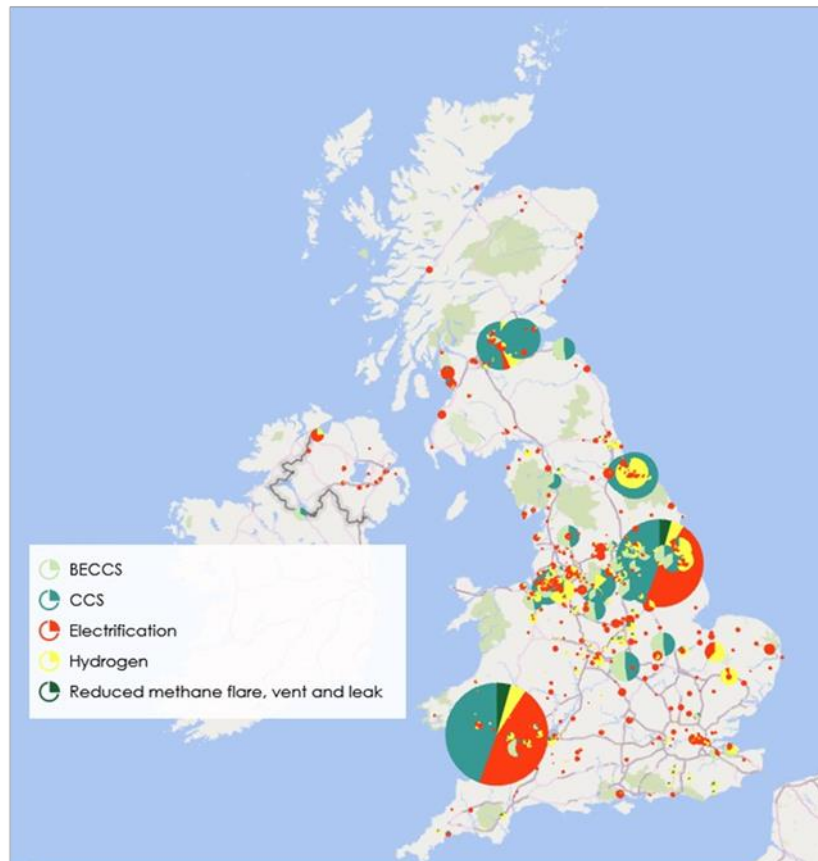 BECCS
CCS
Electrification
Hydrogen
Reduced methane flare, vent and leak